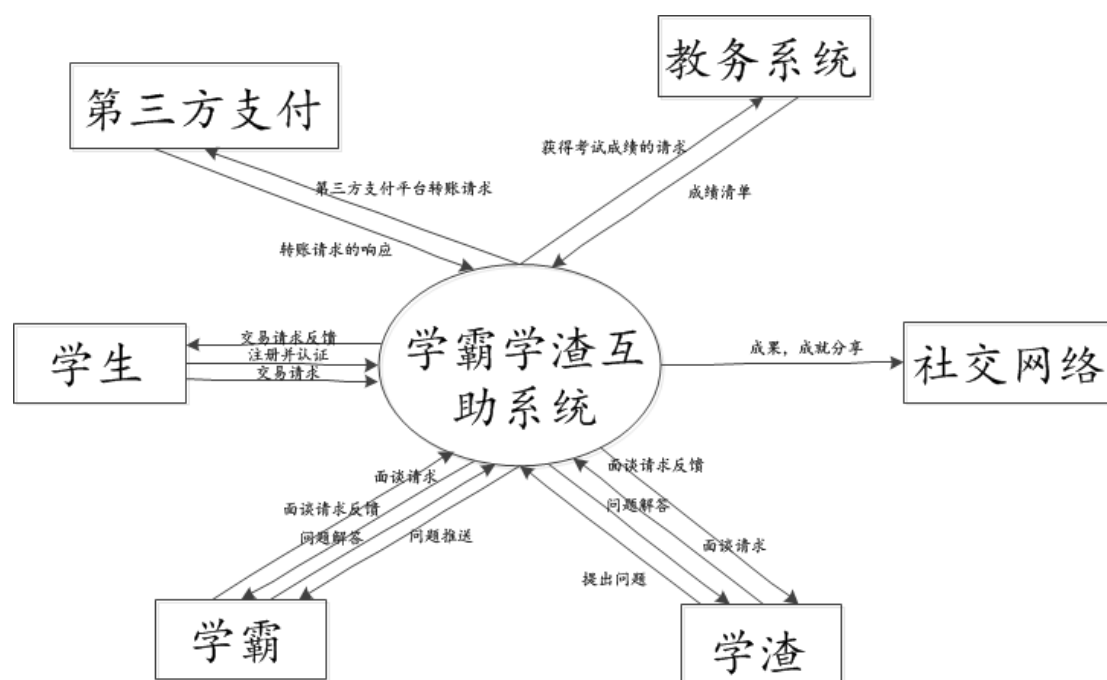 教务系统
第三方支付
获得考试成绩的请求
第三方支付平台转账请求
成绩清单
转账请求的响应
学生
交易请求反馈
注册并认证
交易请求
学霸学渣互
助系统
成果，成就分享
社交网络
面谈请求
面谈请求反馈
面谈请求反馈
问题解答
问题解答
问题推送
面谈请求
提出问题
学霸
学渣